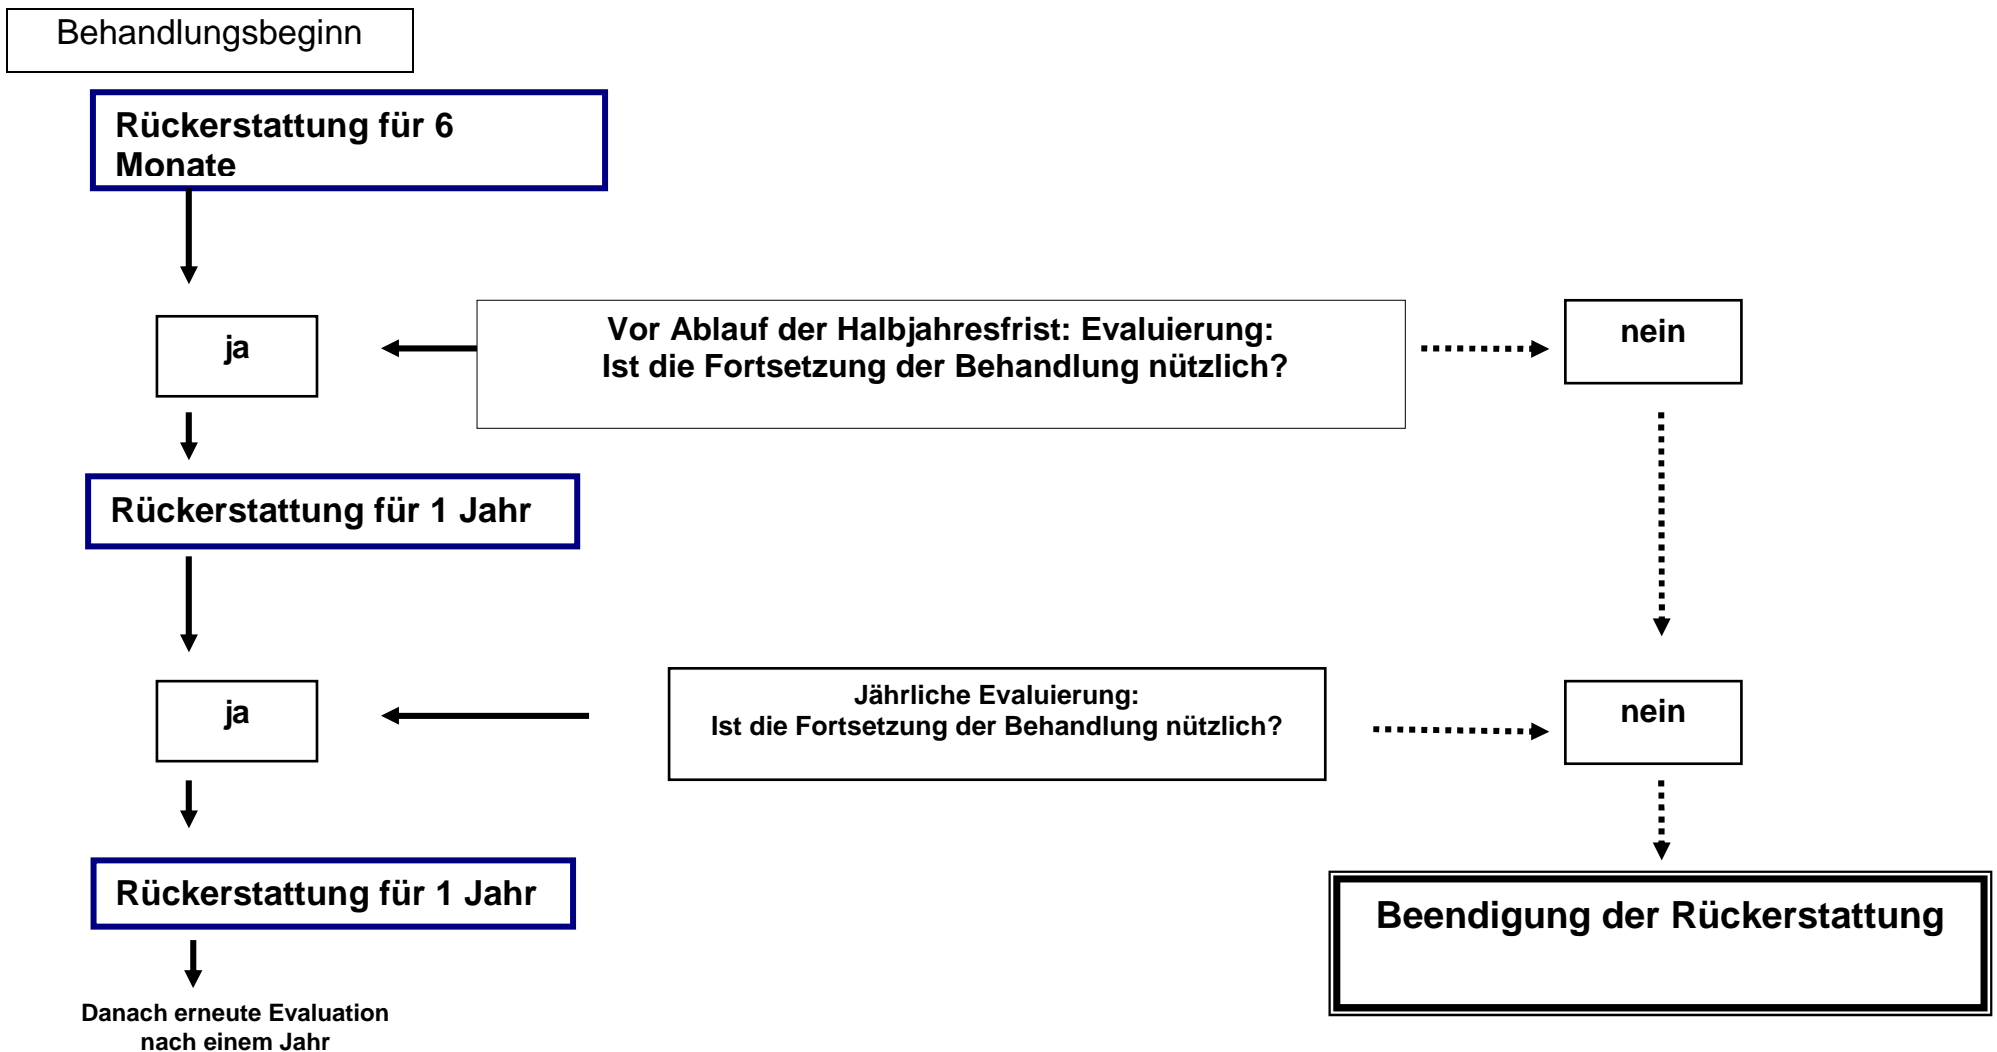 Behandlungsbeginn
Rückerstattung für 6
Monate
ja
Vor Ablauf der Halbjahresfrist: Evaluierung:
Ist die Fortsetzung der Behandlung nützlich?
nein
Rückerstattung für 1 Jahr
ja
Jährliche Evaluierung:
Ist die Fortsetzung der Behandlung nützlich?
nein
Rückerstattung für 1 Jahr
Beendigung der Rückerstattung
Danach erneute Evaluation
nach einem Jahr